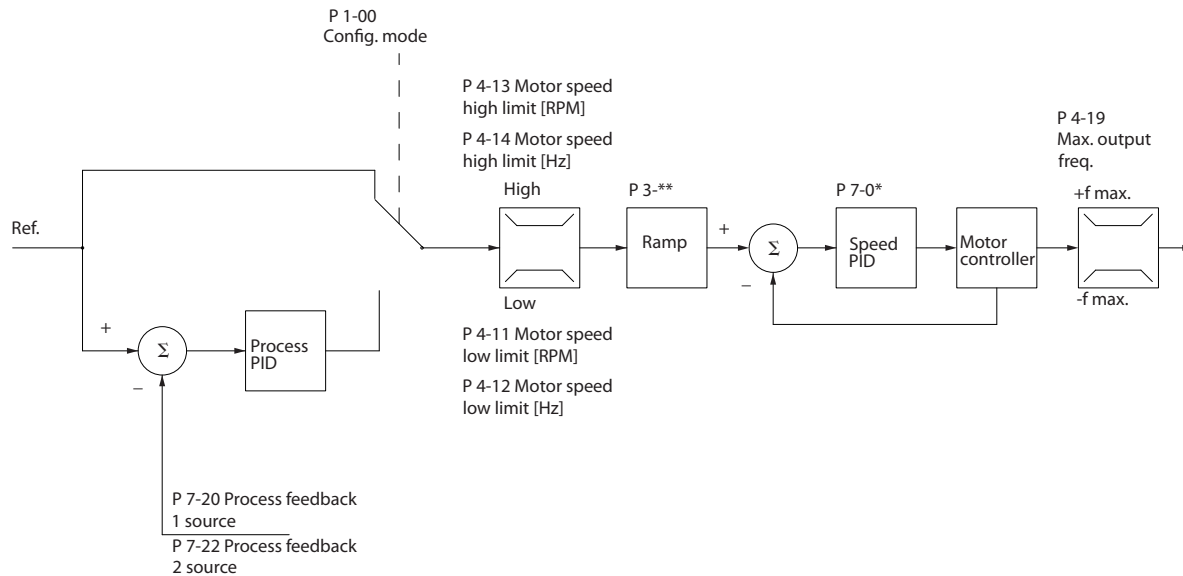 P 1-00
Config. mode
P 4-13 Motor speed
high limit [RPM]
P 4-14 Motor speed
high limit [Hz]
P 4-19
Max. output
freq.
High
P 3-**
P 7-0*
+f max.
Ref.
+
Ramp
Σ
Speed
PID
Motor
controller
–
Low
-f max.
+
Σ
Process
PID
–
P 4-11 Motor speed
low limit [RPM]
P 4-12 Motor speed
low limit [Hz]
P 7-20 Process feedback
1 source
P 7-22 Process feedback
2 source